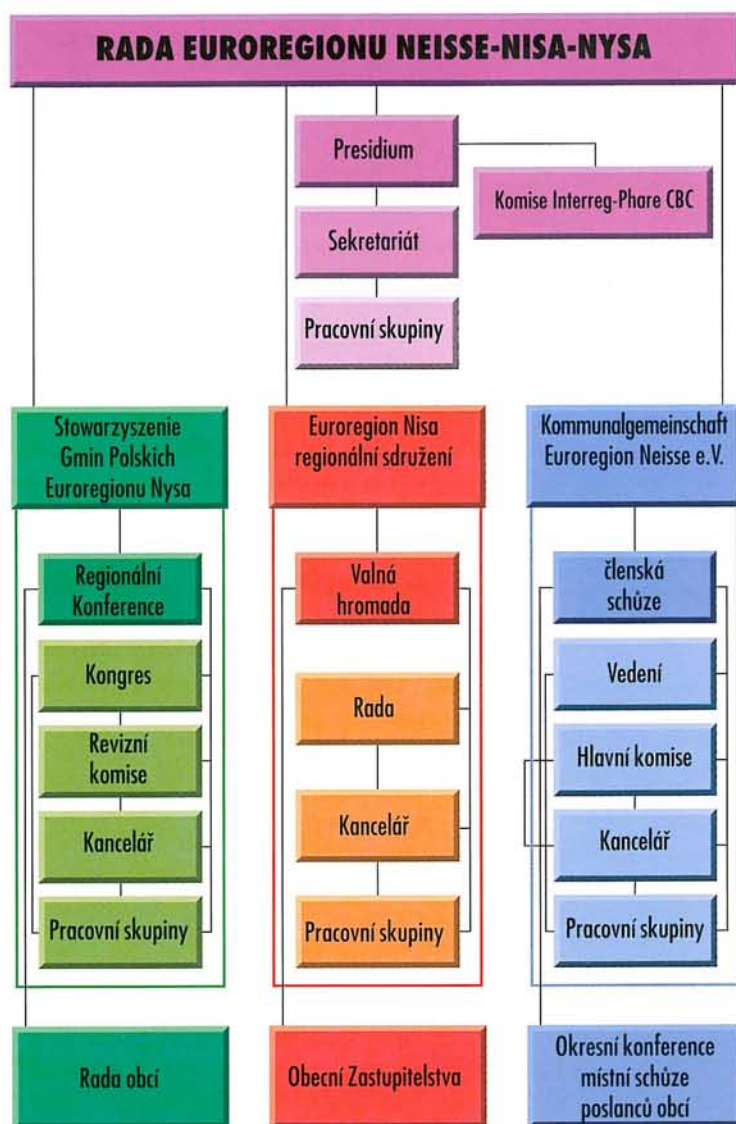 RADA EUROREGIONU NEISSE-NISA-NYSA
Presidium
Komise Interreg-Phare CBC
Sekretariát
Pracovní skupiny
Stowarzyszenie
Gmin Polskich
Euroregionu Nysa
Regionální
Konference
Kongres
Revizní
komise
Kancelář
Pracovní skupiny
Rada obcí
Euroregion Nisa
regionální sdružení
Valná
hromada
Rada
Kancelář
Pracovní skupiny
Obecní Zastupitelstva
Kommunalgemeinschaft
Euroregion Neisse e.V.
členská
schůze
Vedení
Hlavní komise
Kancelář
Pracovní skupiny
Okresní konference
místní schůze
poslanců obcí